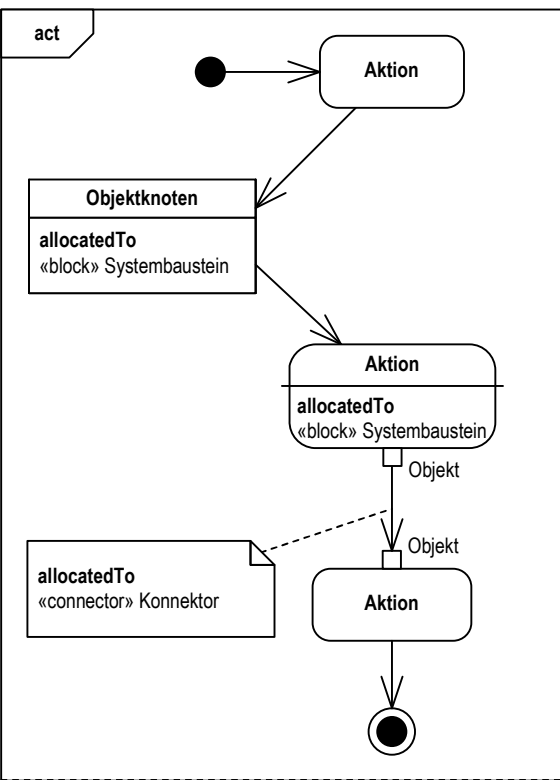 act
Aktion
Objektknoten
allocatedTo
«block» Systembaustein
Aktion
allocatedTo
«block» Systembaustein
Objekt
Objekt
allocatedTo
«connector» Konnektor
Aktion